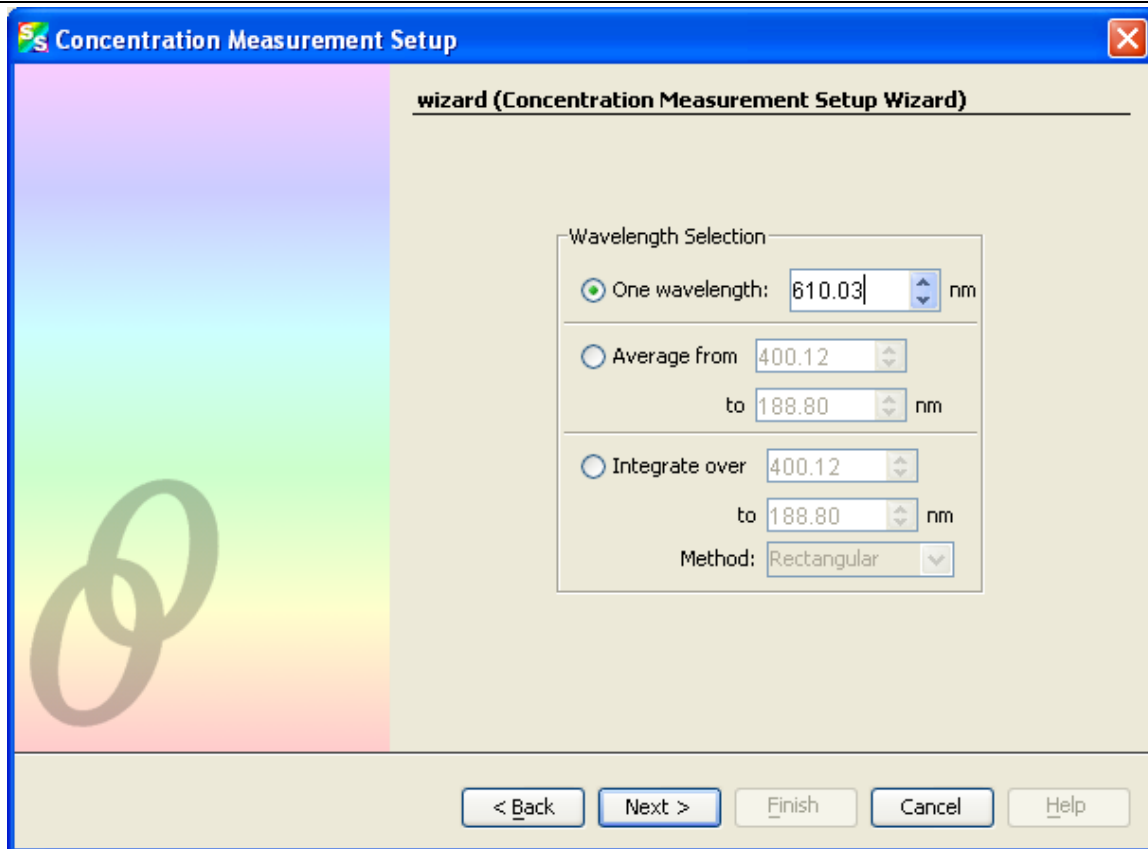 SS Concentration Measurement Setup
wizard (Concentration Measurement Setup Wizard)
Wavelength Selection
One wavelength: 610.03 nm
Average from 400.12
to 188.80 nm
Integrate over 400.12
to 188.80 nm
Method: Rectangular
OO
< Back Next > Finish Cancel Help